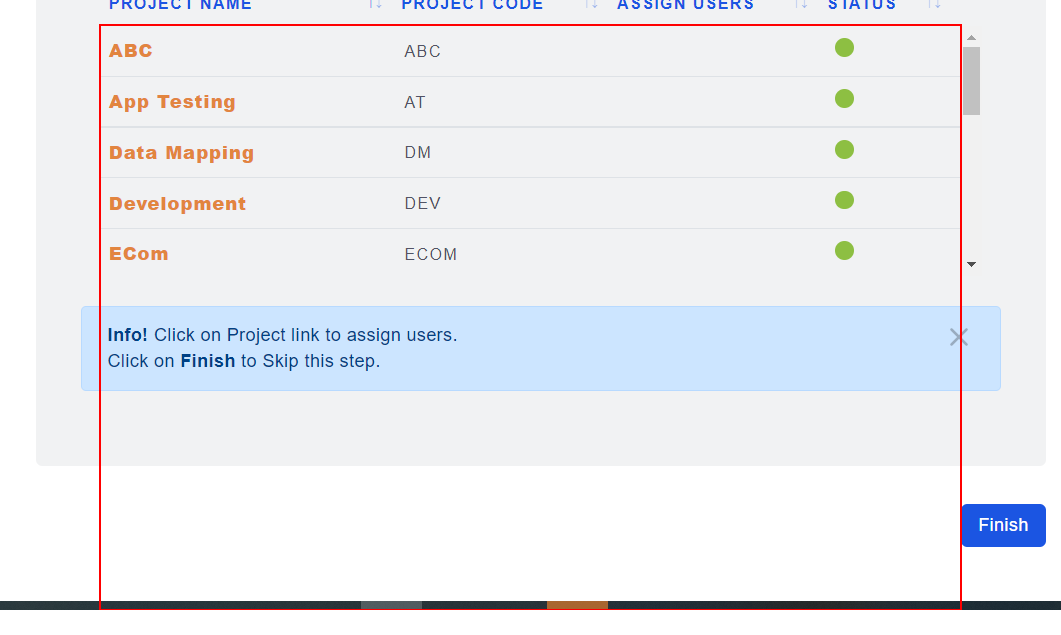 PROJECT NAME PROJECT CODE ASSIGN USERS STATUS
ABC ABC
App Testing AT
Data Mapping DM
Development DEV
ECom ECOM
Info! Click on Project link to assign users.
Click on Finish to Skip this step.
Finish